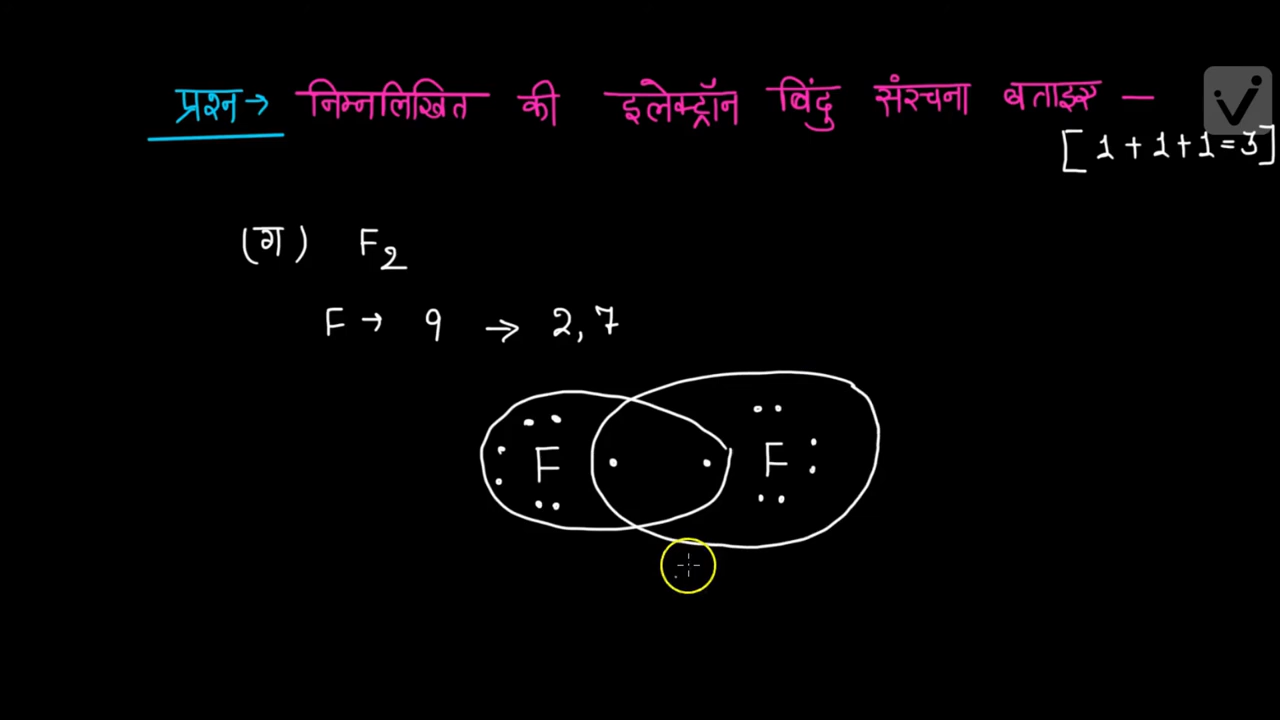 प्रश्न → निम्नलिखित की इलेक्ट्रॉन बिंदु संरचना बताइए —
[1+1+1=3]
(ग) F₂
F → 9 → 2,7
F F